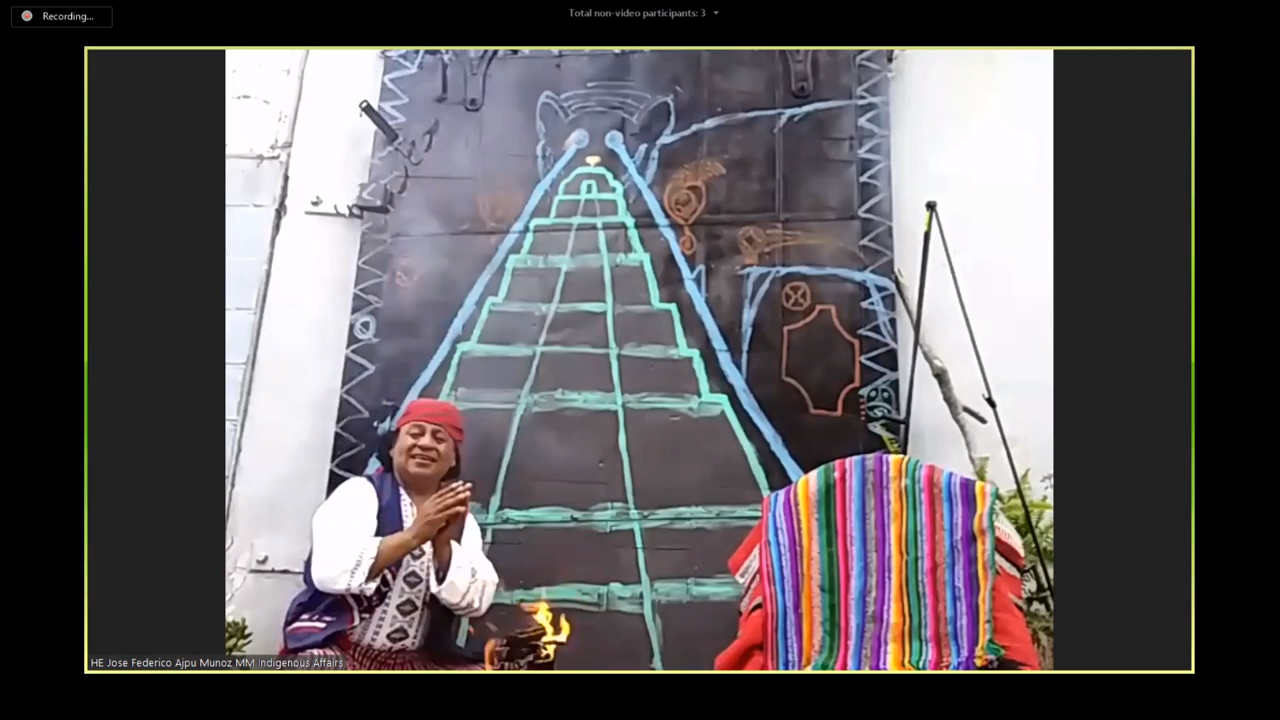 Recording...
Total non-video participants: 3
HE Jose Federico Ajpu Munoz MM Indigenous Affairs